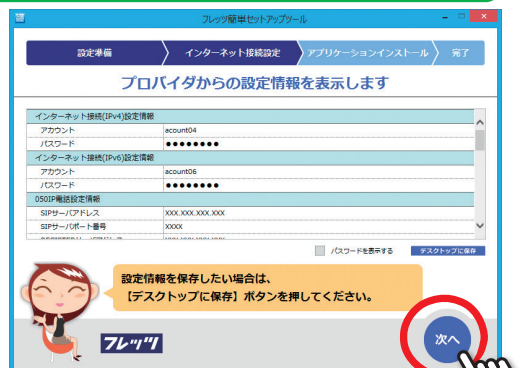 フレッツ簡単セットアップツール
設定準備 インターネット接続設定 アプリケーションインストール 完了
プロバイダからの設定情報を表示します
インターネット接続(IPv4)設定情報
アカウント acount04
パスワード ●●●●●●●●
インターネット接続(IPv6)設定情報
アカウント acount06
パスワード ●●●●●●●●
050IP電話設定情報
SIPサーバアドレス XXX.XXX.XXX.XXX
SIPサーバポート番号 XXXX
パスワードを表示する デスクトップに保存
設定情報を保存したい場合は、
【デスクトップに保存】ボタンを押してください。
フレッツ
次へ